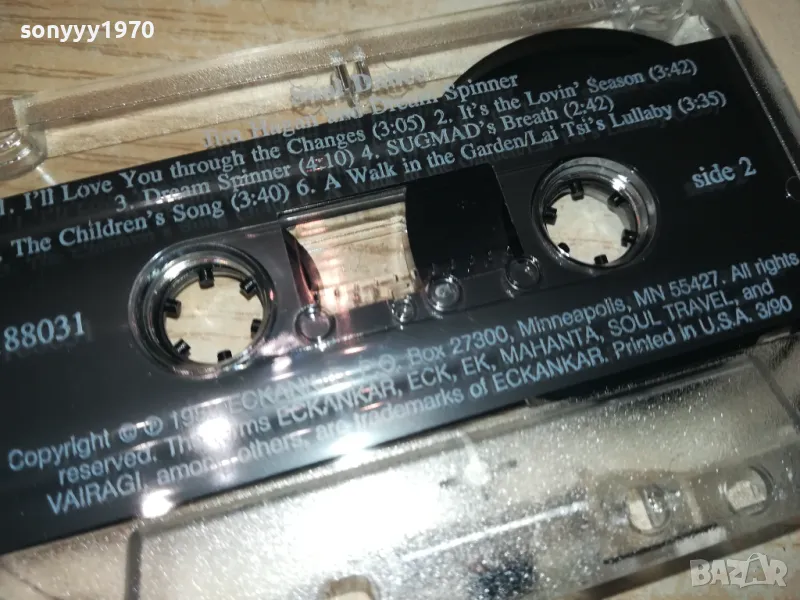 sonyyy1970
Tim Hagan and Dream Spinner
1. I'll Love You through the Changes (3:05) 2. It's the Lovin' Season (3:42)
3. Dream Spinner (4:10) 4. SUGMAD's Breath (2:42)
The Children's Song (3:40) 6. A Walk in the Garden/Lai Tsi's Lullaby (3:35)
side 2
88031
Copyright © ℗ ECKANKAR, P.O. Box 27300, Minneapolis, MN 55427. All rights
reserved. The terms ECKANKAR, ECK, EK, MAHANTA, SOUL TRAVEL, and
VAIRAGI, among others, are trademarks of ECKANKAR. Printed in U.S.A. 3/90
BAZAR